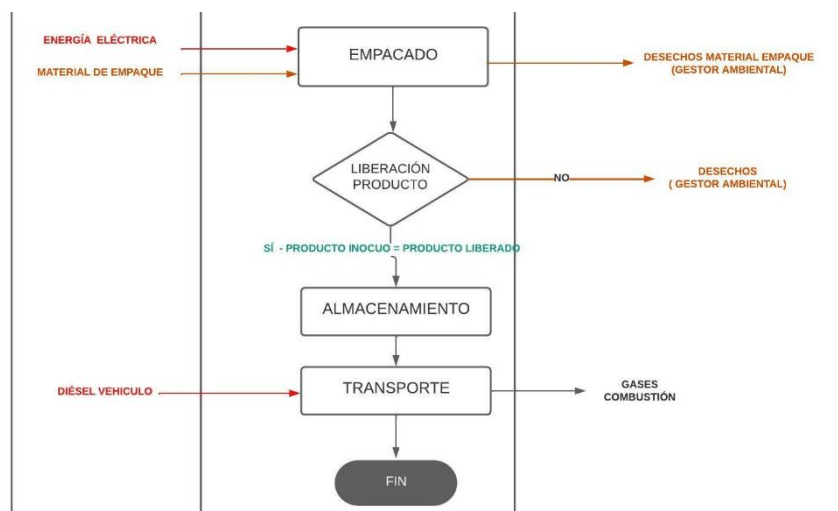 ENERGÍA ELÉCTRICA
MATERIAL DE EMPAQUE
EMPACADO
DESECHOS MATERIAL EMPAQUE
(GESTOR AMBIENTAL)
LIBERACIÓN
PRODUCTO
NO
DESECHOS
( GESTOR AMBIENTAL)
SÍ - PRODUCTO INOCUO = PRODUCTO LIBERADO
ALMACENAMIENTO
DIÉSEL VEHICULO
TRANSPORTE
GASES
COMBUSTIÓN
FIN